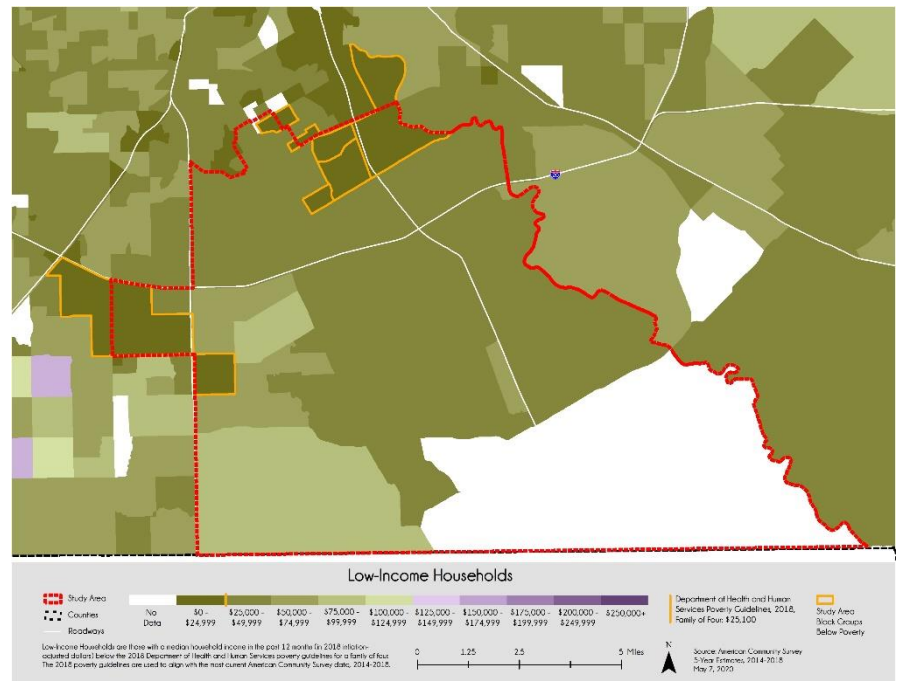 20
Low-Income Households
Study Area
Counties
Roadways
No Data
$0 - $24,999
$25,000 - $49,999
$50,000 - $74,999
$75,000 - $99,999
$100,000 - $124,999
$125,000 - $149,999
$150,000 - $174,999
$175,000 - $199,999
$200,000 - $249,999
$250,000+
Department of Health and Human
Services Poverty Guidelines, 2018,
Family of Four: $25,100
Study Area
Block Groups
Below Poverty
Low-Income Households are those with a median household income in the past 12 months (in 2018 inflation-
adjusted dollars) below the 2018 Department of Health and Human Services poverty guidelines for a family of four.
The 2018 poverty guidelines are used to align with the most current American Community Survey data, 2014-2018.
0 1.25 2.5 5 Miles
N
Source: American Community Survey
5-Year Estimates, 2014-2018
May 7, 2020